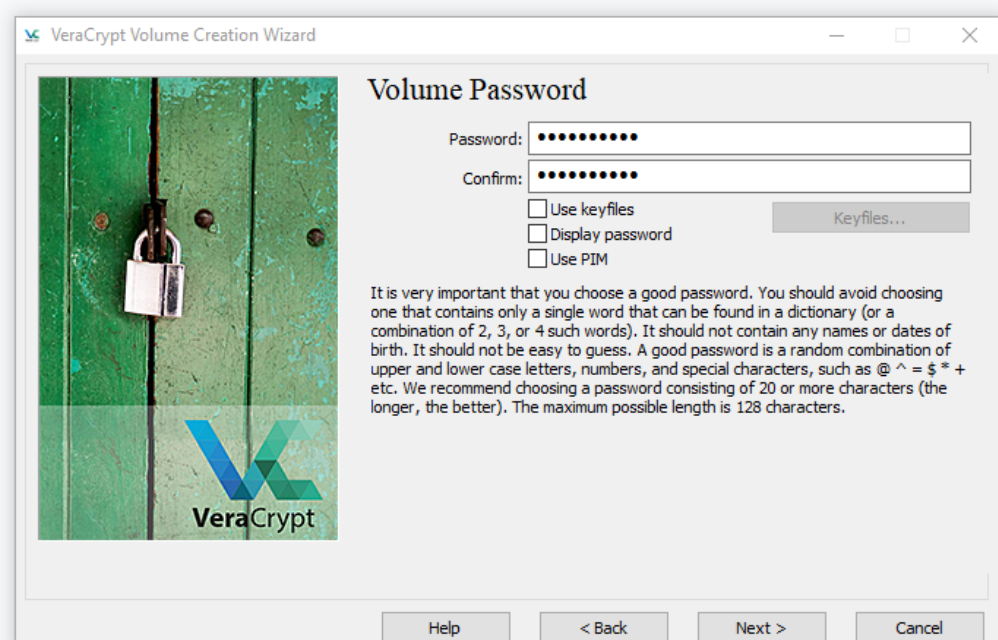 VeraCrypt Volume Creation Wizard
Volume Password
Password: ••••••••••
Confirm: ••••••••••
Use keyfiles
Keyfiles...
Display password
Use PIM
It is very important that you choose a good password. You should avoid choosing
one that contains only a single word that can be found in a dictionary (or a
combination of 2, 3, or 4 such words). It should not contain any names or dates of
birth. It should not be easy to guess. A good password is a random combination of
upper and lower case letters, numbers, and special characters, such as @ ^ = $ * +
etc. We recommend choosing a password consisting of 20 or more characters (the
longer, the better). The maximum possible length is 128 characters.
VeraCrypt
Help
< Back
Next >
Cancel